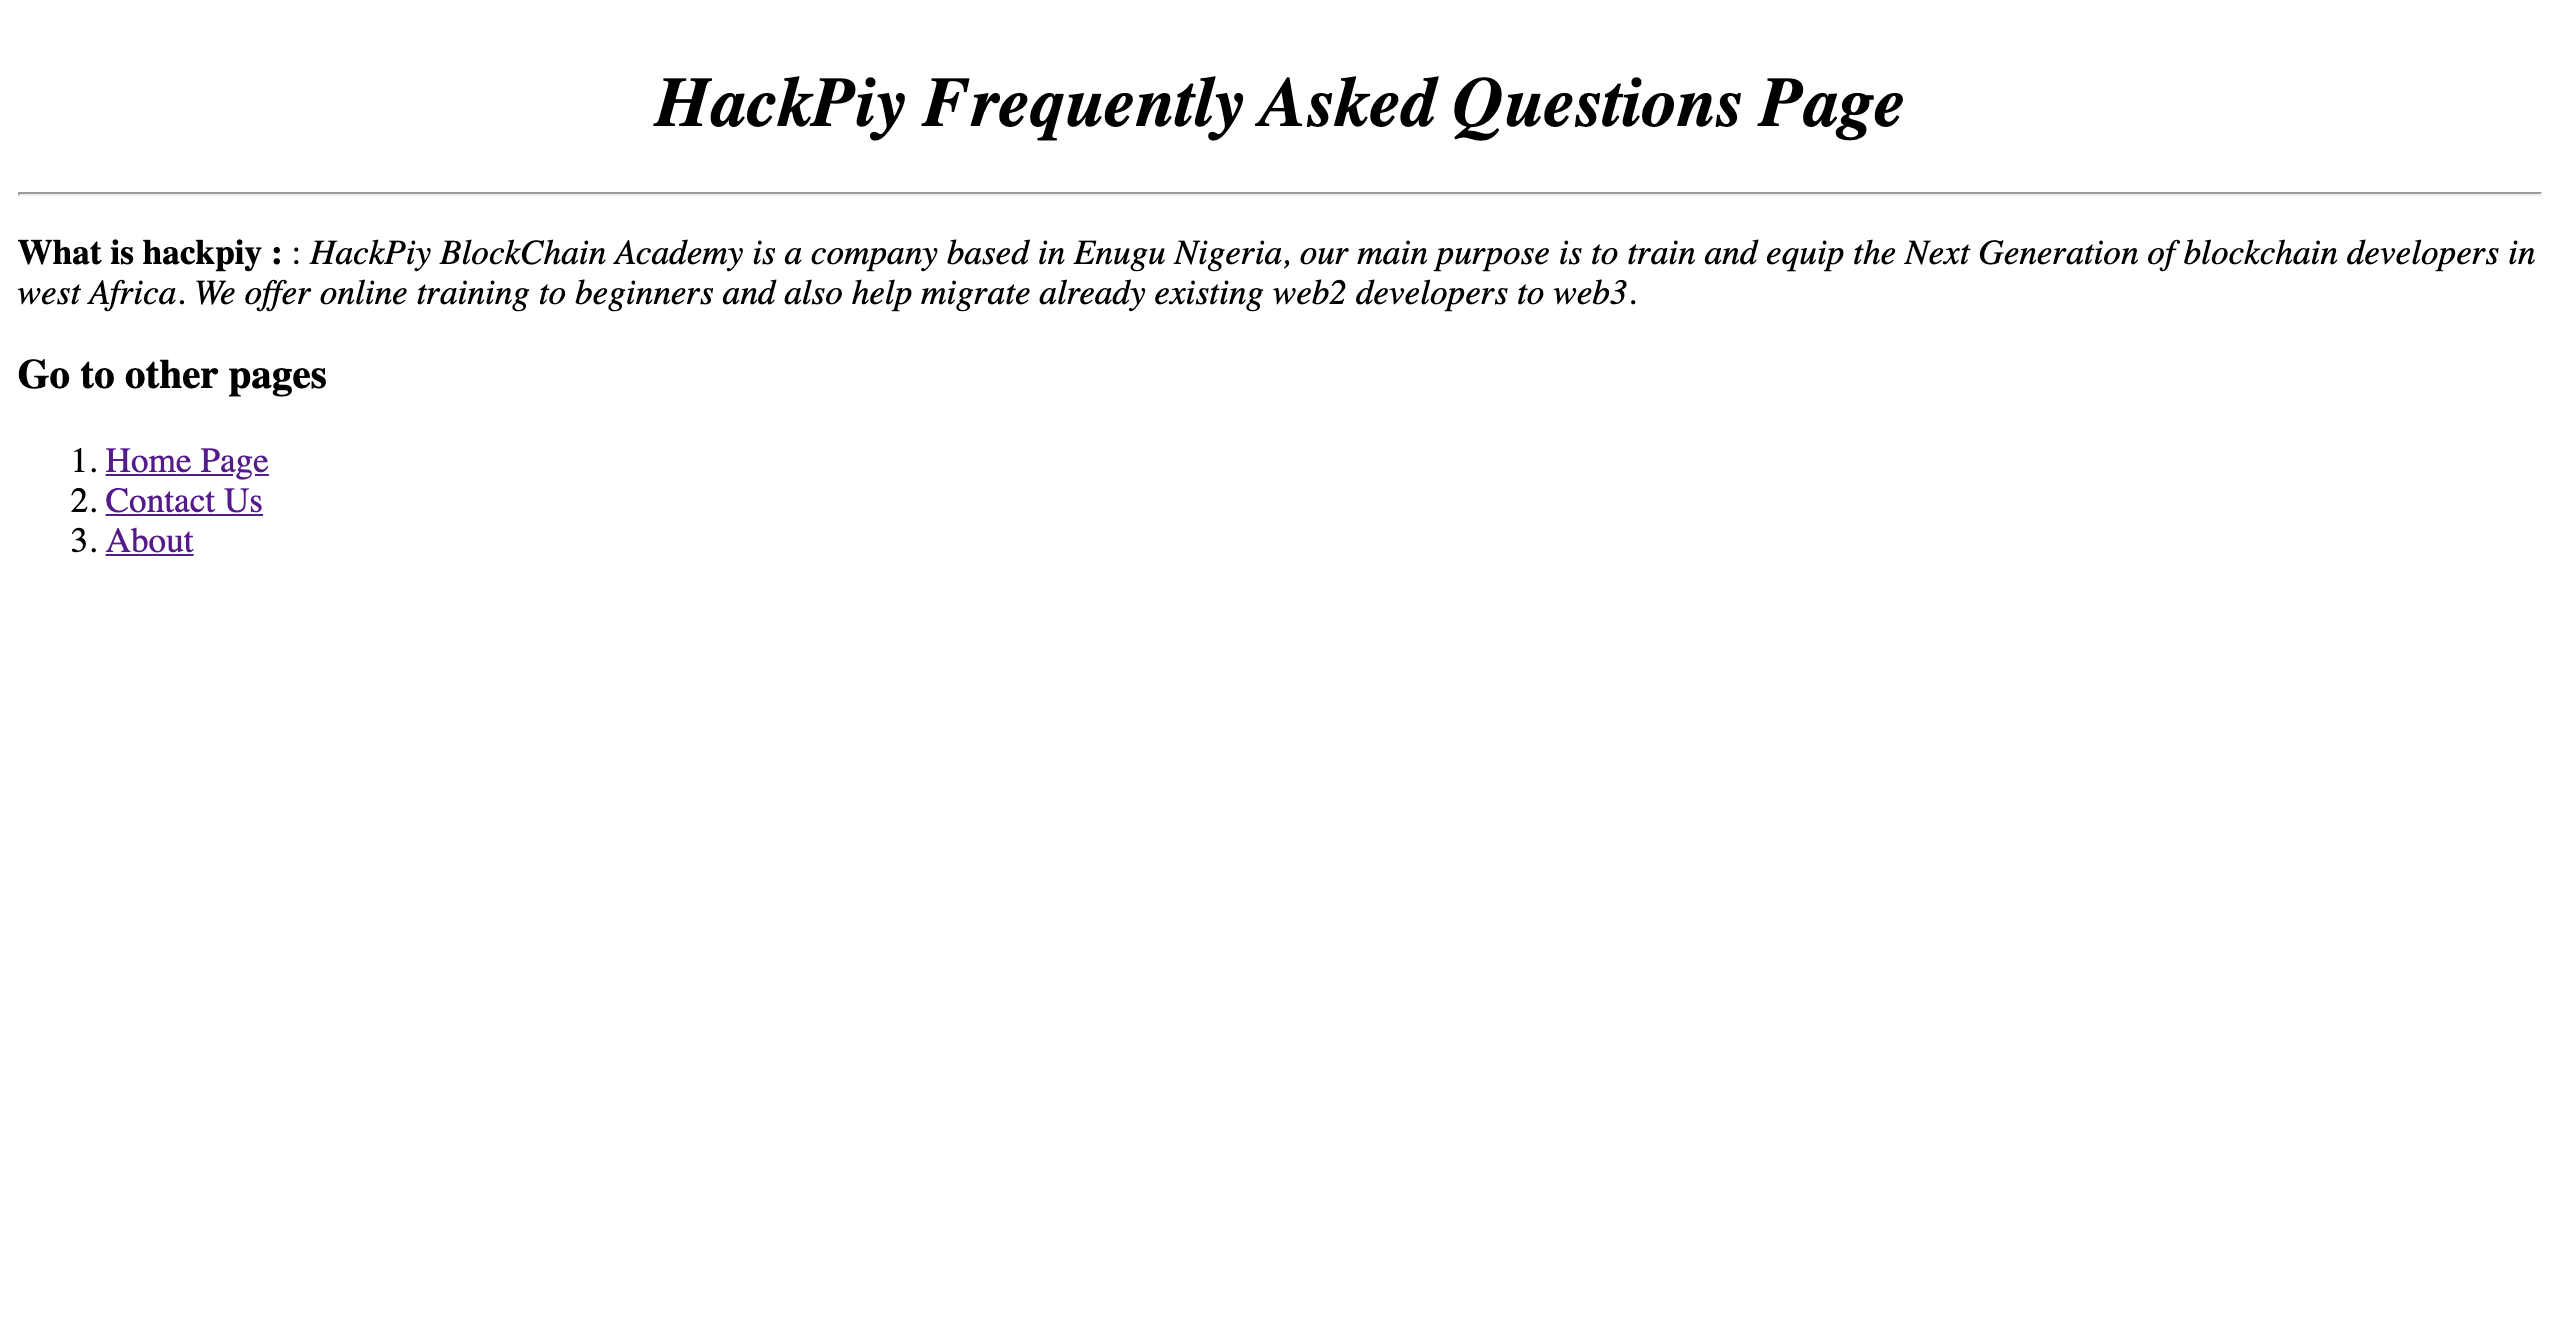 HackPiy Frequently Asked Questions Page
What is hackpiy : : HackPiy BlockChain Academy is a company based in Enugu Nigeria, our main purpose is to train and equip the Next Generation of blockchain developers in
west Africa. We offer online training to beginners and also help migrate already existing web2 developers to web3.
Go to other pages
1. Home Page
2. Contact Us
3. About